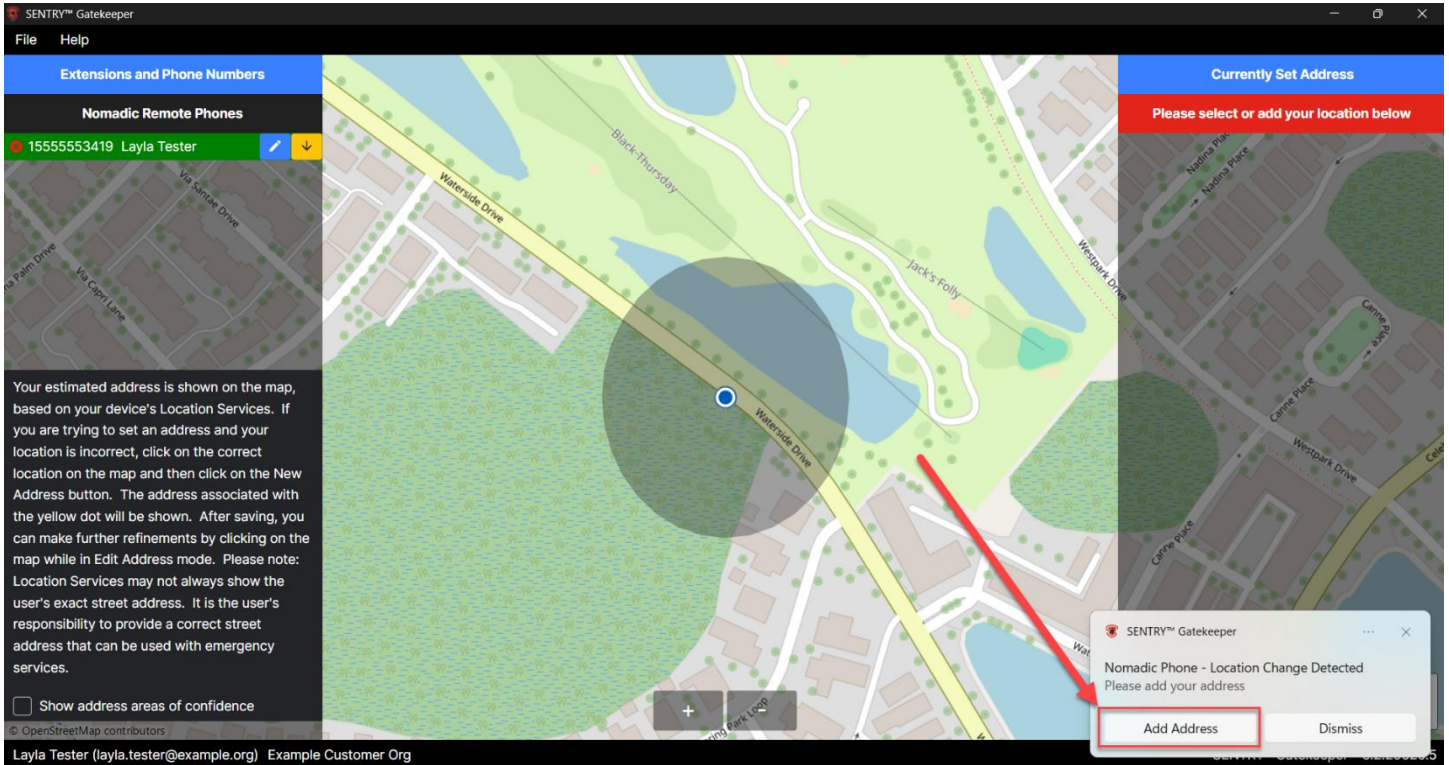 SENTRY™ Gatekeeper
File Help
Extensions and Phone Numbers
Nomadic Remote Phones
15555553419 Layla Tester
Via Santae Drive
Palm Drive
Via Capri Lane
Your estimated address is shown on the map,
based on your device's Location Services. If
you are trying to set an address and your
location is incorrect, click on the correct
location on the map and then click on the New
Address button. The address associated with
the yellow dot will be shown. After saving, you
can make further refinements by clicking on the
map while in Edit Address mode. Please note:
Location Services may not always show the
user's exact street address. It is the user's
responsibility to provide a correct street
address that can be used with emergency
services.
Show address areas of confidence
© OpenStreetMap contributors
Black Thursday
Waterside Drive
Jack's Folly
Westpark Drive
Waterside Drive
Park Loop
+ -
Currently Set Address
Please select or add your location below
Nadina Place
Nadina Place
Canne Place
Canne Place
Westpark Drive
Canne Place
SENTRY™ Gatekeeper
Nomadic Phone - Location Change Detected
Please add your address
Add Address Dismiss
Layla Tester (layla.tester@example.org) Example Customer Org